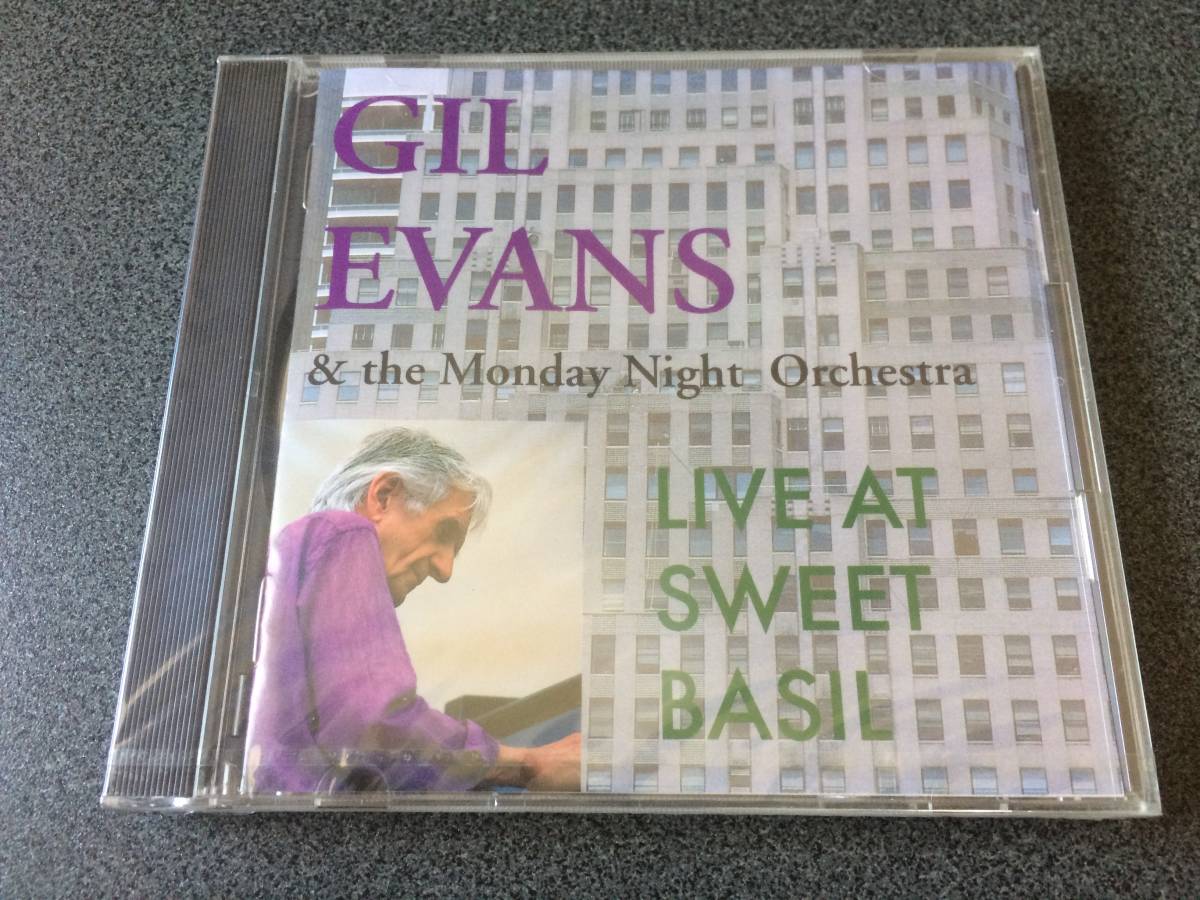 GIL
EVANS
& the Monday Night Orchestra
LIVE AT
SWEET
BASIL